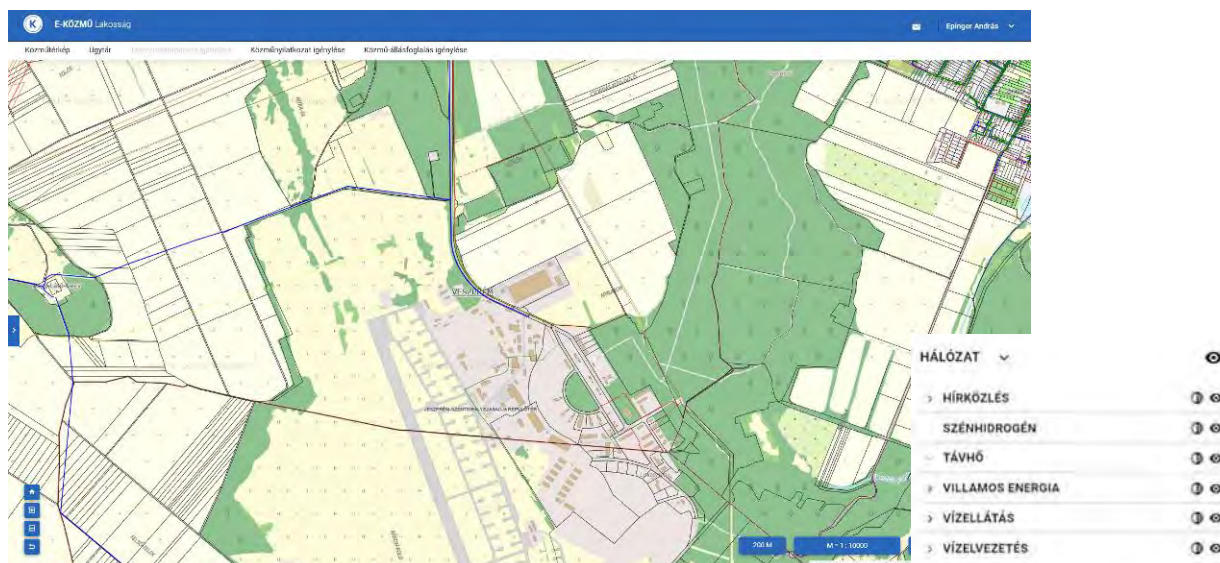 K E-KÖZMŰ Lakosság
Epinger András
Közműtérkép Ügytár Közműnyilatkozat igénylése Közmű-állásfoglalás igénylése
VESZPRÉM
200 M M = 1 : 10000
HÁLÓZAT
HÍRKÖZLÉS
SZÉNHIDROGÉN
TÁVHŐ
VILLAMOS ENERGIA
VÍZELLÁTÁS
VÍZELVEZETÉS